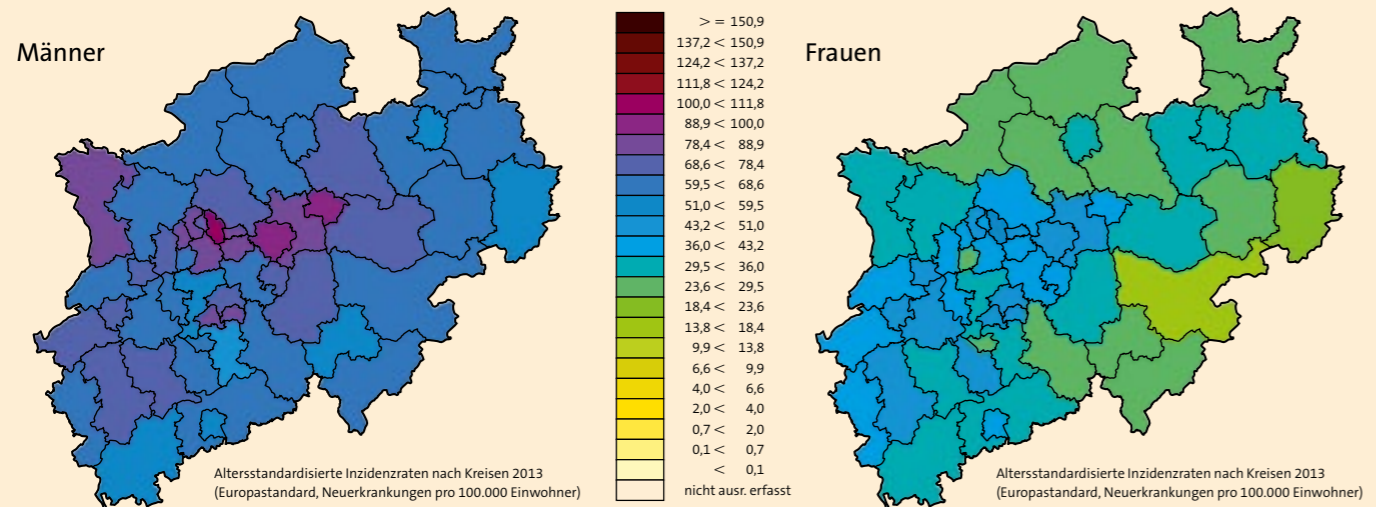 Männer
> = 150,9
137,2 < 150,9
124,2 < 137,2
111,8 < 124,2
100,0 < 111,8
88,9 < 100,0
78,4 < 88,9
68,6 < 78,4
59,5 < 68,6
51,0 < 59,5
43,2 < 51,0
36,0 < 43,2
29,5 < 36,0
23,6 < 29,5
18,4 < 23,6
13,8 < 18,4
9,9 < 13,8
6,6 < 9,9
4,0 < 6,6
2,0 < 4,0
0,7 < 2,0
0,1 < 0,7
< 0,1
nicht ausr. erfasst
Altersstandardisierte Inzidenzraten nach Kreisen 2013
(Europastandard, Neuerkrankungen pro 100.000 Einwohner)
Frauen
Altersstandardisierte Inzidenzraten nach Kreisen 2013
(Europastandard, Neuerkrankungen pro 100.000 Einwohner)